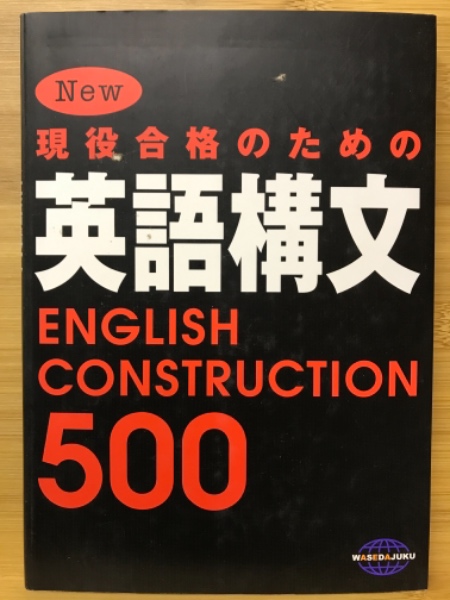 New
現役合格のための
英語構文
ENGLISH
CONSTRUCTION
500
WASEDAJUKU